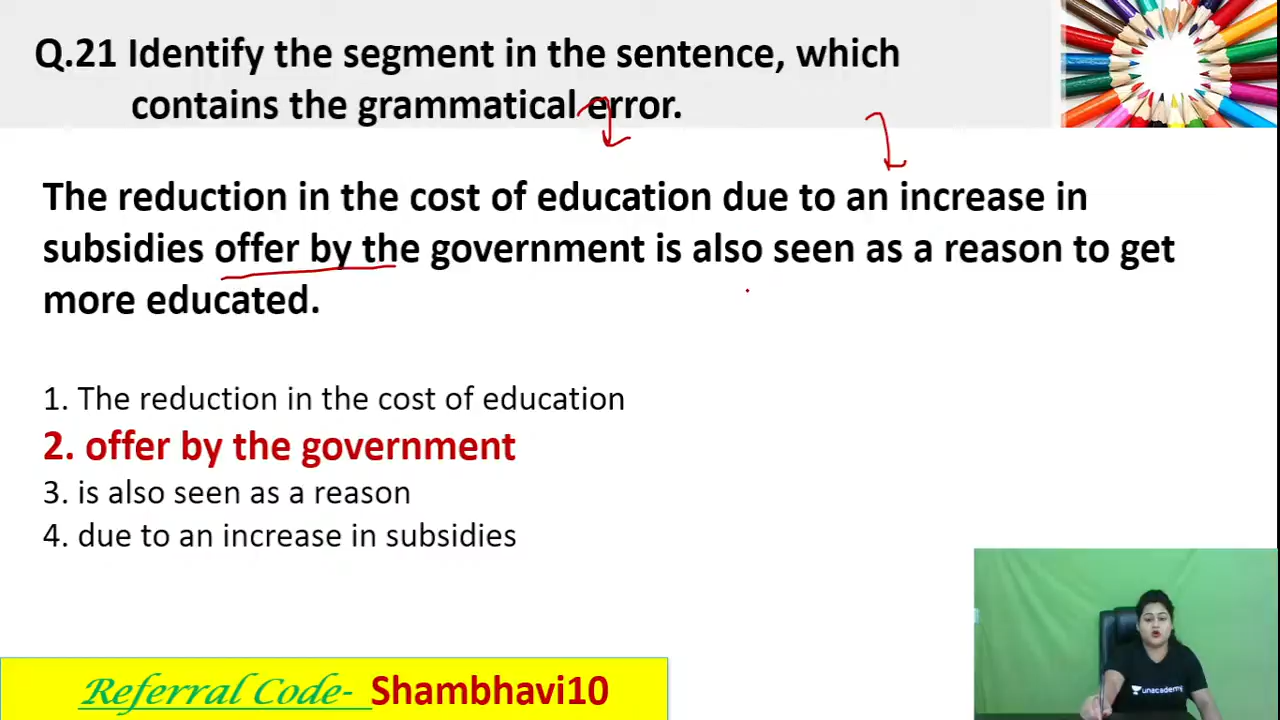 Q.21 Identify the segment in the sentence, which
contains the grammatical error.
The reduction in the cost of education due to an increase in
subsidies offer by the government is also seen as a reason to get
more educated.
1. The reduction in the cost of education
2. offer by the government
3. is also seen as a reason
4. due to an increase in subsidies
unacademy
Referral Code- Shambhavi10